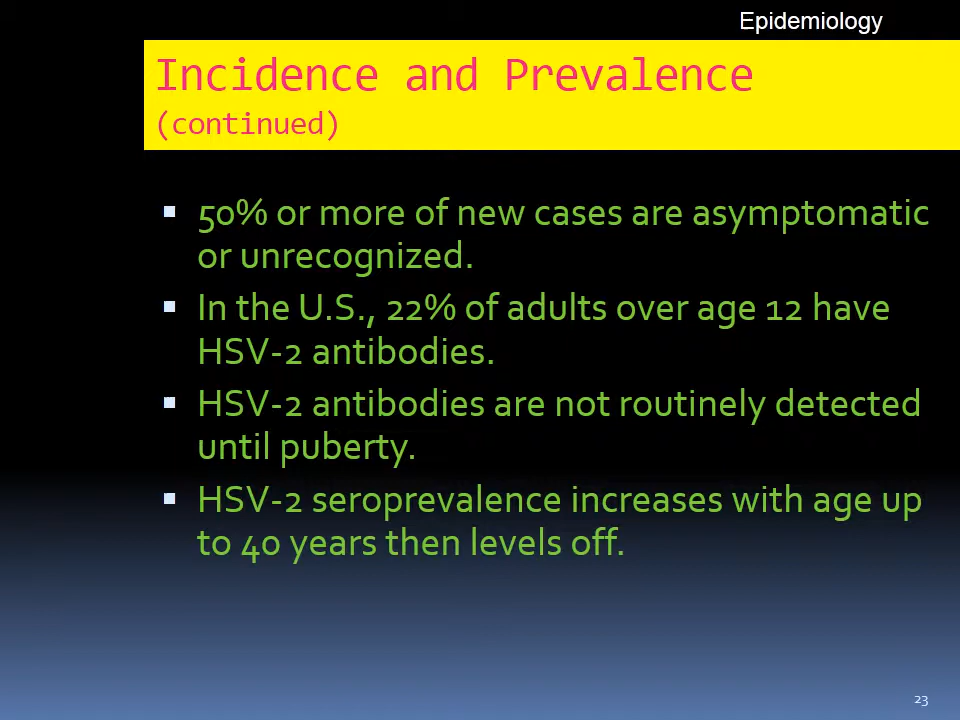 Epidemiology
Incidence and Prevalence
(continued)
▪ 50% or more of new cases are asymptomatic
or unrecognized.
▪ In the U.S., 22% of adults over age 12 have
HSV-2 antibodies.
▪ HSV-2 antibodies are not routinely detected
until puberty.
▪ HSV-2 seroprevalence increases with age up
to 40 years then levels off.
23